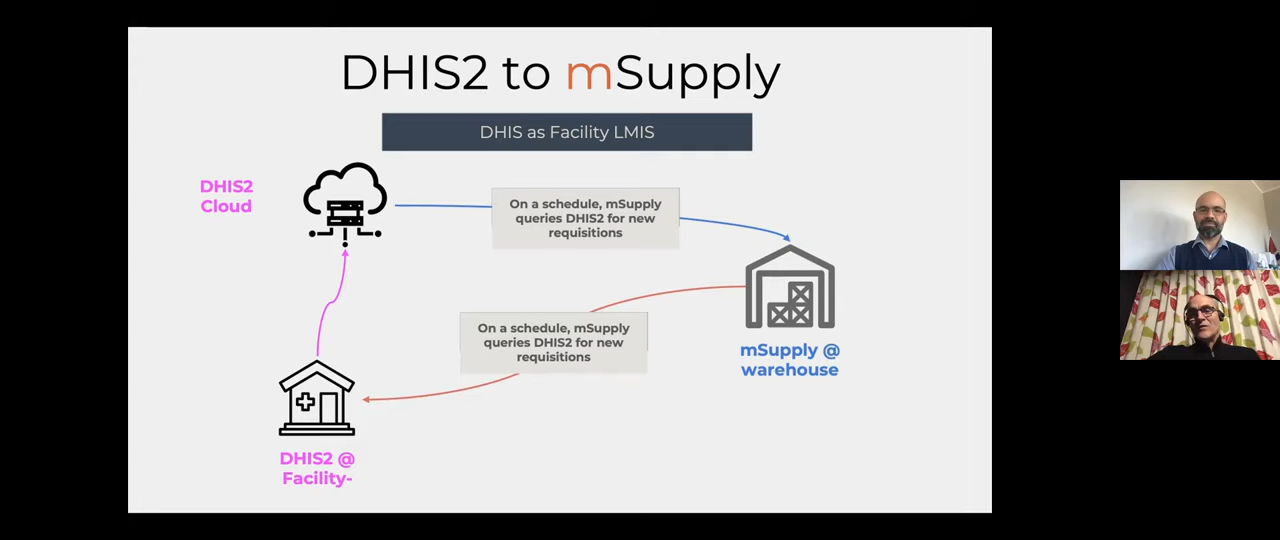 DHIS2 to mSupply
DHIS as Facility LMIS
DHIS2
Cloud
On a schedule, mSupply
queries DHIS2 for new
requisitions
On a schedule, mSupply
queries DHIS2 for new
requisitions
mSupply @
warehouse
DHIS2 @
Facility-